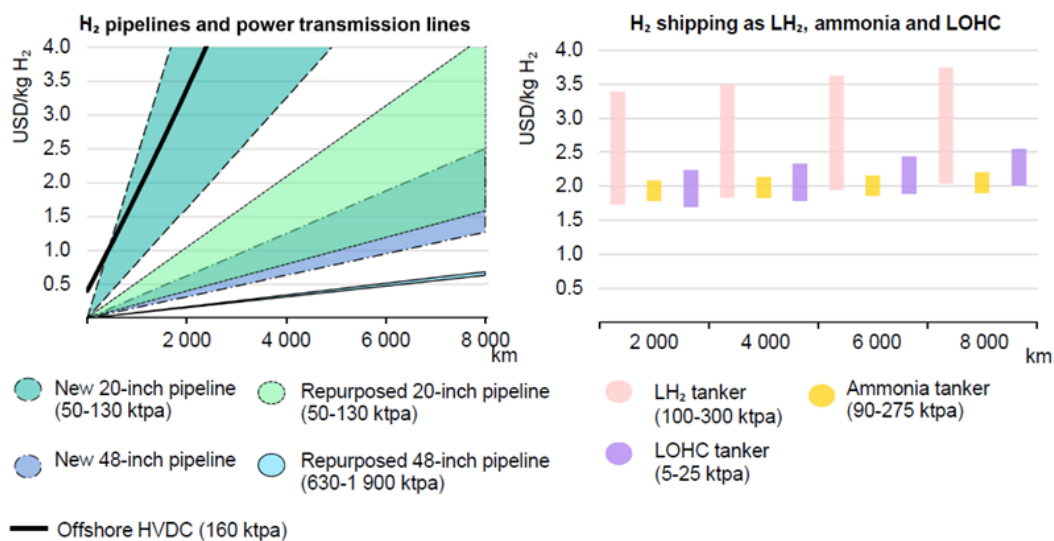 H₂ pipelines and power transmission lines
USD/kg H₂
4.0
3.5
3.0
2.5
2.0
1.5
1.0
0.5
2 000
4 000
6 000
8 000
km
New 20-inch pipeline
(50-130 ktpa)
Repurposed 20-inch pipeline
(50-130 ktpa)
New 48-inch pipeline
Repurposed 48-inch pipeline
(630-1 900 ktpa)
Offshore HVDC (160 ktpa)
H₂ shipping as LH₂, ammonia and LOHC
USD/kg H₂
4.0
3.5
3.0
2.5
2.0
1.5
1.0
0.5
2 000
4 000
6 000
8 000
km
LH₂ tanker
(100-300 ktpa)
Ammonia tanker
(90-275 ktpa)
LOHC tanker
(5-25 ktpa)